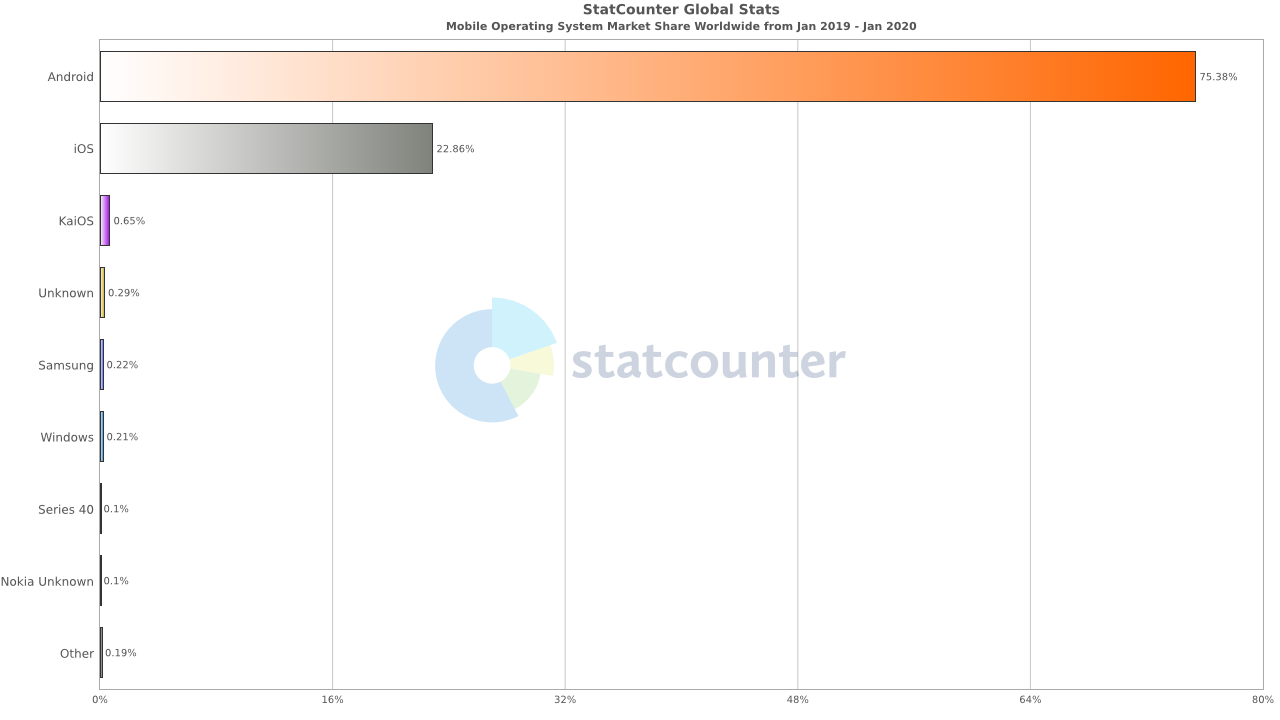 StatCounter Global Stats
Mobile Operating System Market Share Worldwide from Jan 2019 - Jan 2020
Android 75.38%
iOS 22.86%
KaiOS 0.65%
Unknown 0.29%
Samsung 0.22%
Windows 0.21%
Series 40 0.1%
Nokia Unknown 0.1%
Other 0.19%
statcounter
0% 16% 32% 48% 64% 80%